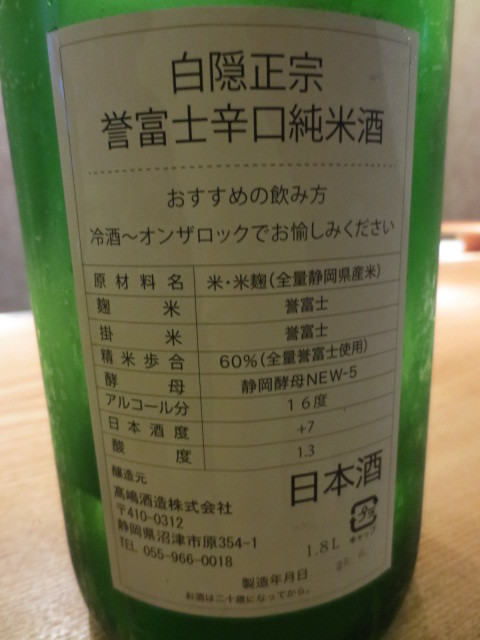 白隠正宗
誉富士辛口純米酒
おすすめの飲み方
冷酒～オンザロックでお愉しみください
原材料名 米・米麹(全量静岡県産米)
麹米 誉富士
掛米 誉富士
精米歩合 60%(全量誉富士使用)
酵母 静岡酵母NEW-5
アルコール分 16度
日本酒度 +7
酸度 1.3
醸造元
高嶋酒造株式会社
〒410-0312
静岡県沼津市原354-1
TEL 055-966-0018
日本酒
1.8L
製造年月日
お酒は二十歳になってから。